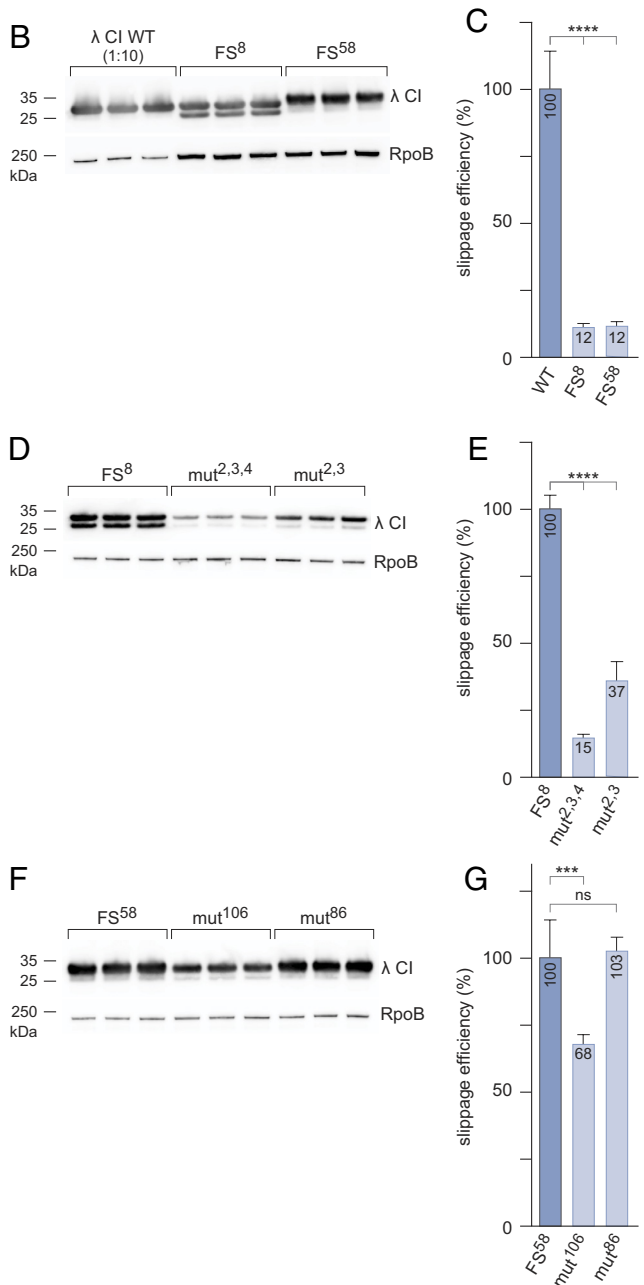 B
λ CI WT
(1:10)
FS⁸
FS⁵⁸
35
25
λ CI
250
RpoB
kDa
C
slippage efficiency (%)
****
100
50
0
100
12
12
WT
FS⁸
FS⁵⁸
D
FS⁸
mut²,³,⁴
mut²,³
35
25
λ CI
250
RpoB
kDa
E
slippage efficiency (%)
****
100
50
0
100
15
37
FS⁸
mut²,³,⁴
mut²,³
F
FS⁵⁸
mut¹⁰⁶
mut⁸⁶
35
25
λ CI
250
RpoB
kDa
G
slippage efficiency (%)
***
ns
100
50
0
100
68
103
FS⁵⁸
mut¹⁰⁶
mut⁸⁶